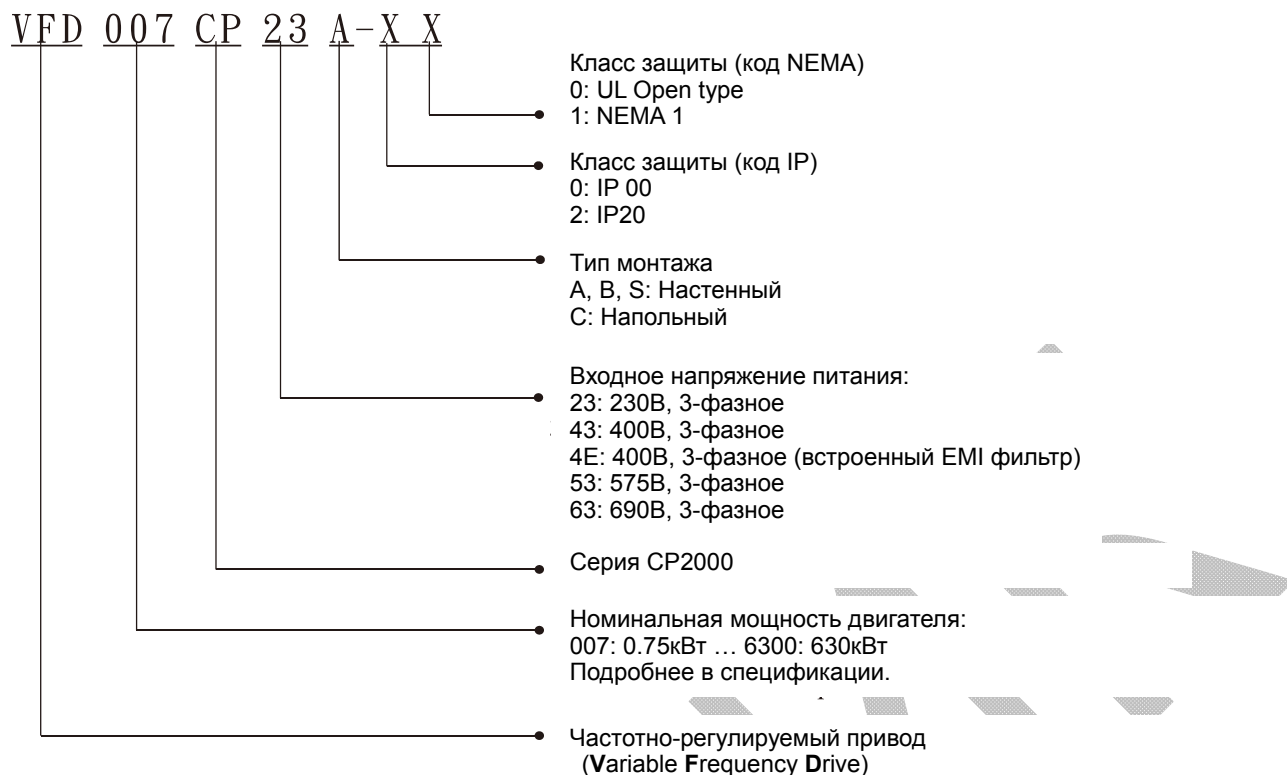 VFD 007 CP 23 A-X X
Класс защиты (код NEMA)
0: UL Open type
1: NEMA 1
Класс защиты (код IP)
0: IP 00
2: IP20
Тип монтажа
A, B, S: Настенный
C: Напольный
Входное напряжение питания:
23: 230В, 3-фазное
43: 400В, 3-фазное
4E: 400В, 3-фазное (встроенный EMI фильтр)
53: 575В, 3-фазное
63: 690В, 3-фазное
Серия CP2000
Номинальная мощность двигателя:
007: 0.75кВт … 6300: 630кВт
Подробнее в спецификации.
Частотно-регулируемый привод
(Variable Frequency Drive)